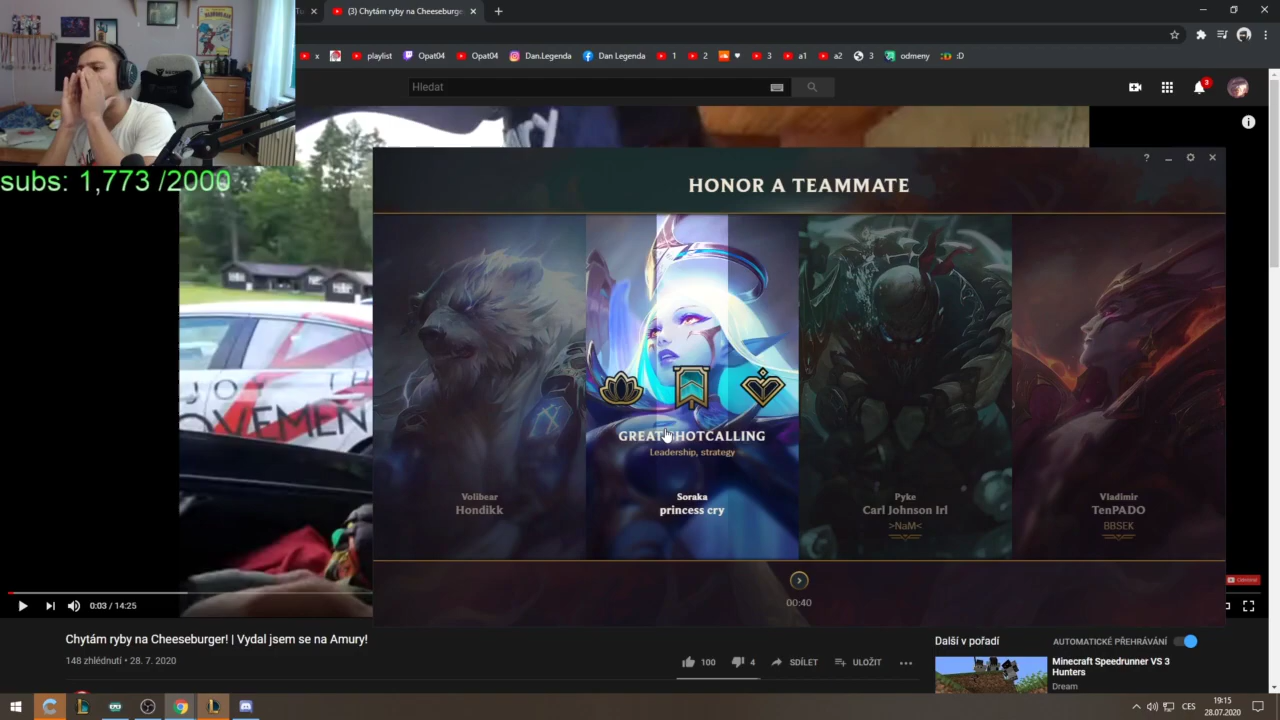 Tu
(3) Chytám ryby na Cheeseburge
x
playlist
Opat04
Opat04
Dan.Legenda
Dan Legenda
1
2
3
a1
a2
3
odmeny
:D
Hledat
3
subs: 1,773 /2000
HONOR A TEAMMATE
GREAT SHOTCALLING
Leadership, strategy
Volibear
Hondikk
Soraka
princess cry
Pyke
Carl Johnson Irl
>NaM<
Vladimir
TenPADO
BBSEK
00:40
JO
OVEMEN
0:03 / 14:25
Chytám ryby na Cheeseburger! | Vydal jsem se na Amury!
148 zhlédnutí • 28. 7. 2020
100
4
SDÍLET
ULOŽIT
Další v pořadí
AUTOMATICKÉ PŘEHRÁVÁNÍ
Minecraft Speedrunner VS 3
Hunters
Dream
CES
19:15
28.07.2020